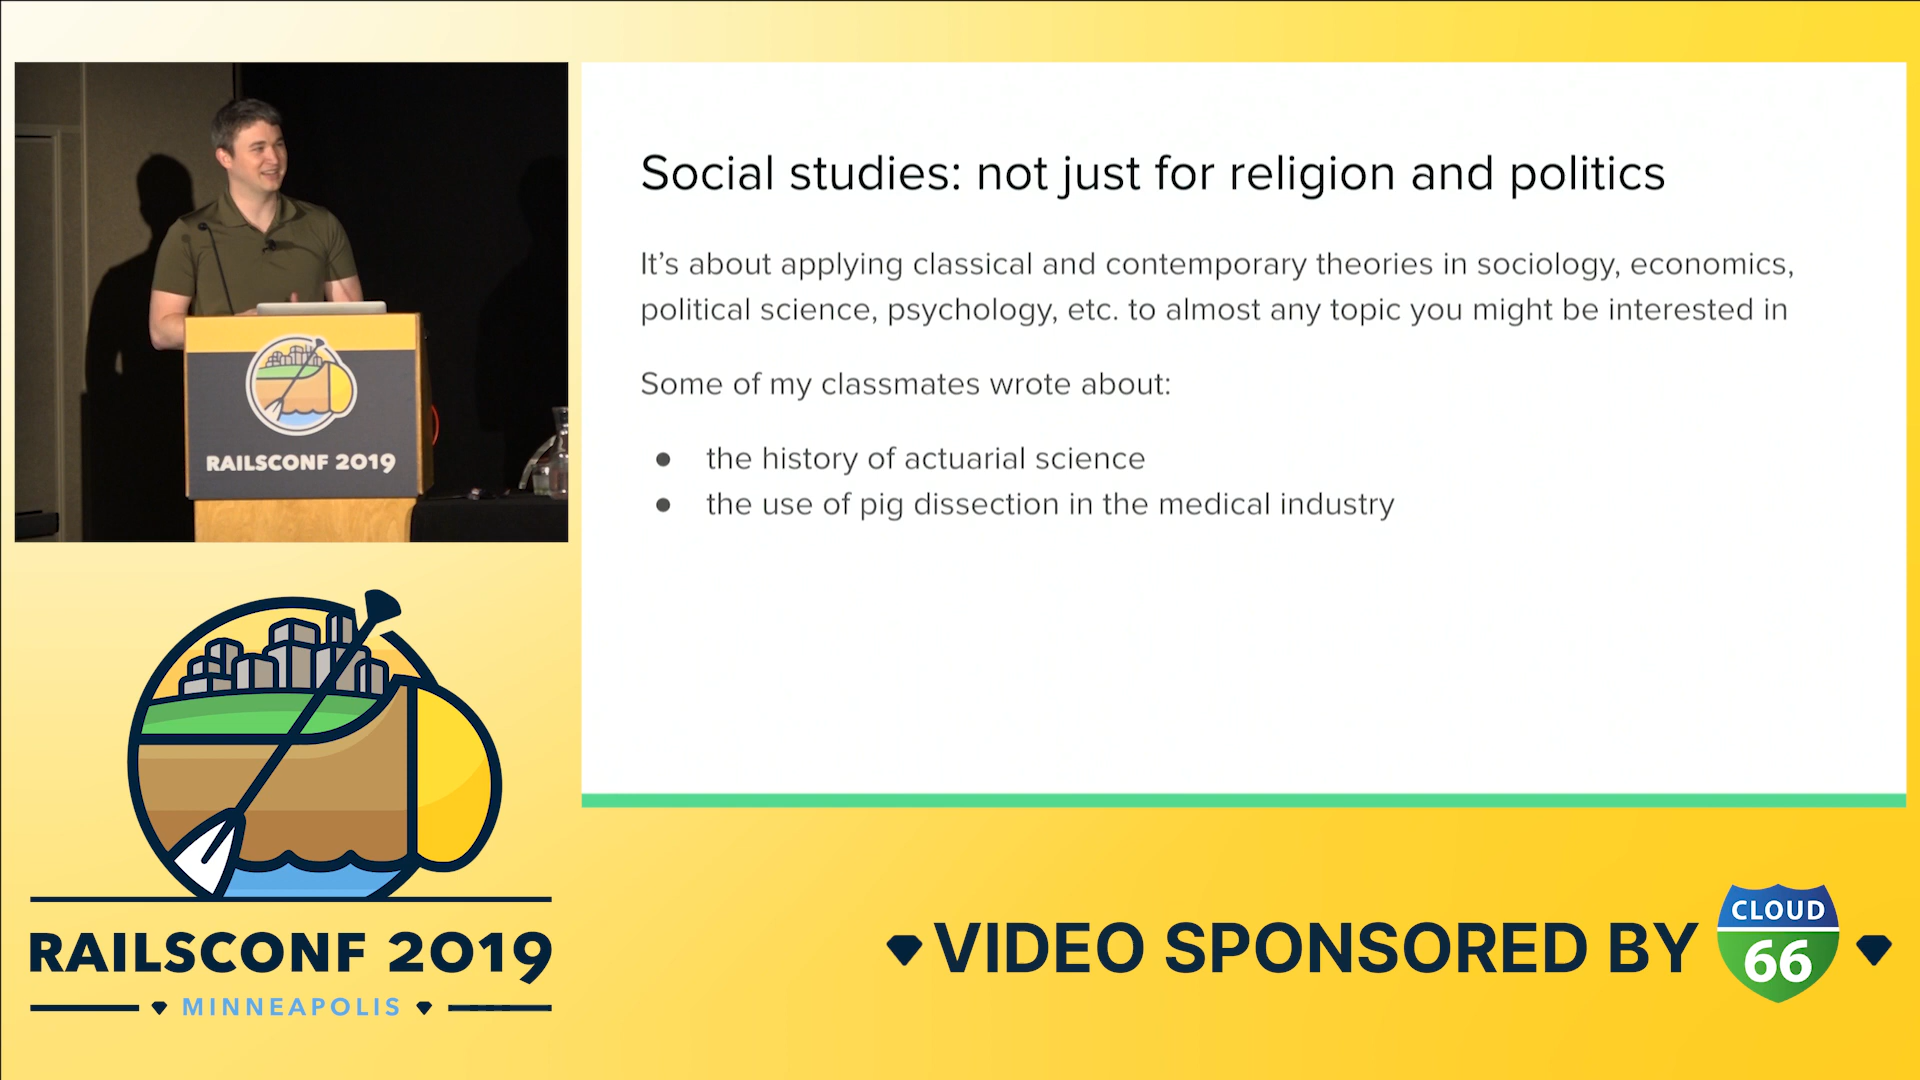 Social studies: not just for religion and politics
It's about applying classical and contemporary theories in sociology, economics,
political science, psychology, etc. to almost any topic you might be interested in
Some of my classmates wrote about:
● the history of actuarial science
● the use of pig dissection in the medical industry
RAILSCONF 2019
RAILSCONF 2019
MINNEAPOLIS
VIDEO SPONSORED BY
CLOUD
66